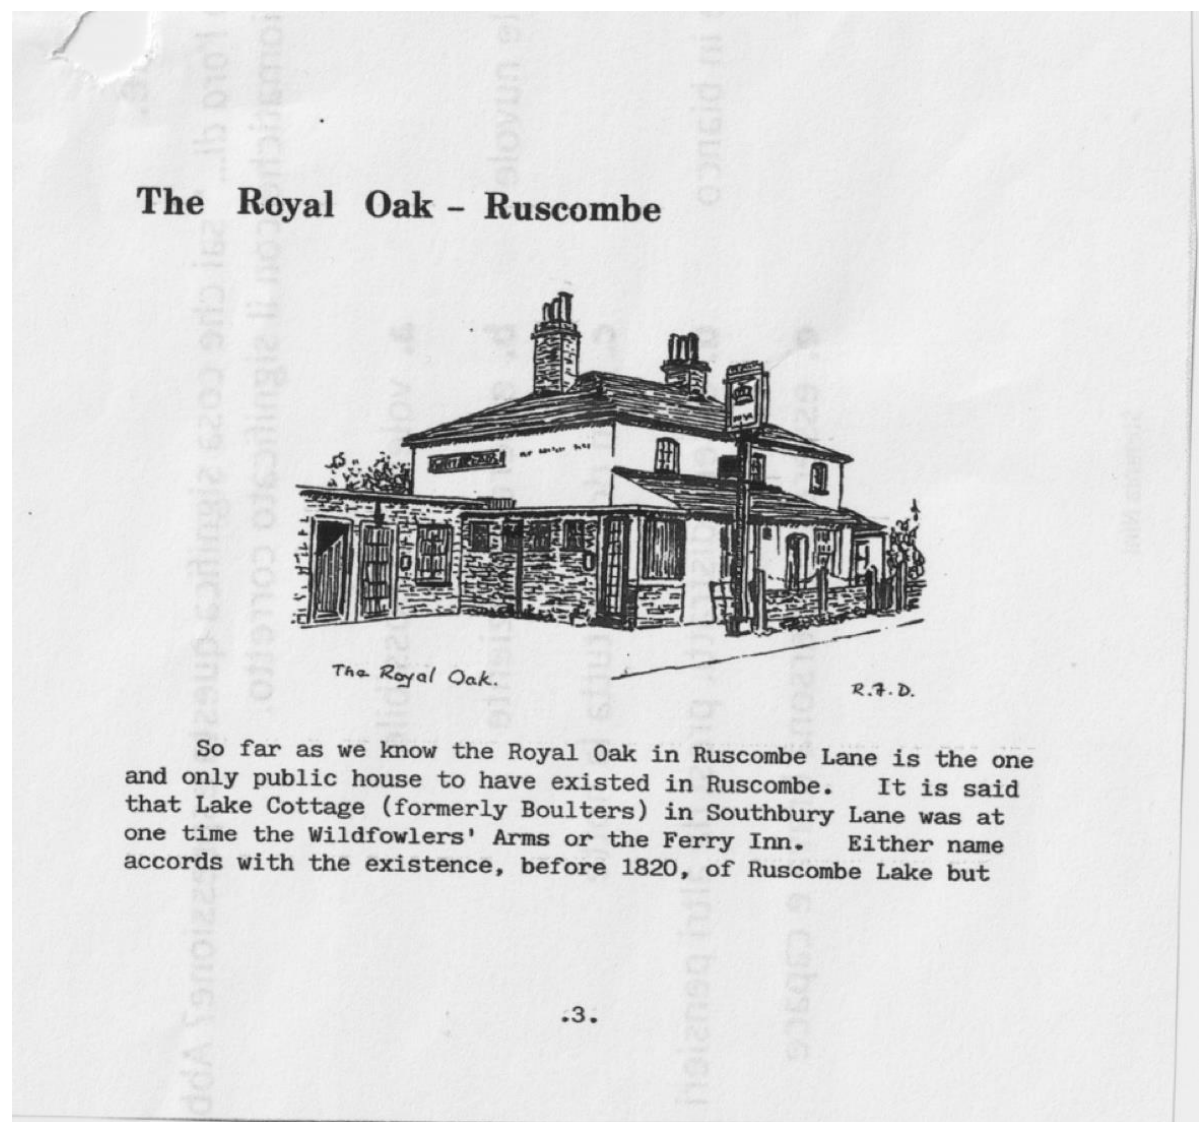 The Royal Oak - Ruscombe
The Royal Oak.
R.F.D.
So far as we know the Royal Oak in Ruscombe Lane is the one
and only public house to have existed in Ruscombe. It is said
that Lake Cottage (formerly Boulters) in Southbury Lane was at
one time the Wildfowlers' Arms or the Ferry Inn. Either name
accords with the existence, before 1820, of Ruscombe Lake but
.3.